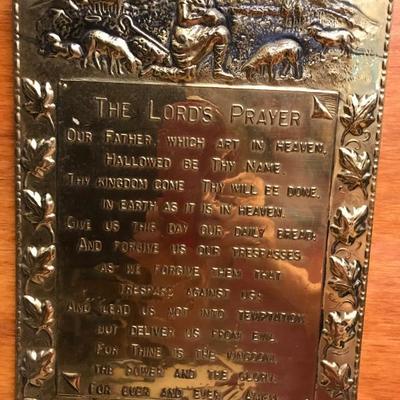 THE LORD'S PRAYER
OUR FATHER, WHICH ART IN HEAVEN,
HALLOWED BE THY NAME.
THY KINGDOM COME. THY WILL BE DONE,
IN EARTH AS IT IS IN HEAVEN.
GIVE US THIS DAY OUR DAILY BREAD;
AND FORGIVE US OUR TRESPASSES
AS WE FORGIVE THEM THAT
TRESPASS AGAINST US;
AND LEAD US NOT INTO TEMPTATION,
BUT DELIVER US FROM EVIL
FOR THINE IS THE KINGDOM,
THE POWER AND THE GLORY,
FOR EVER AND EVER. AMEN